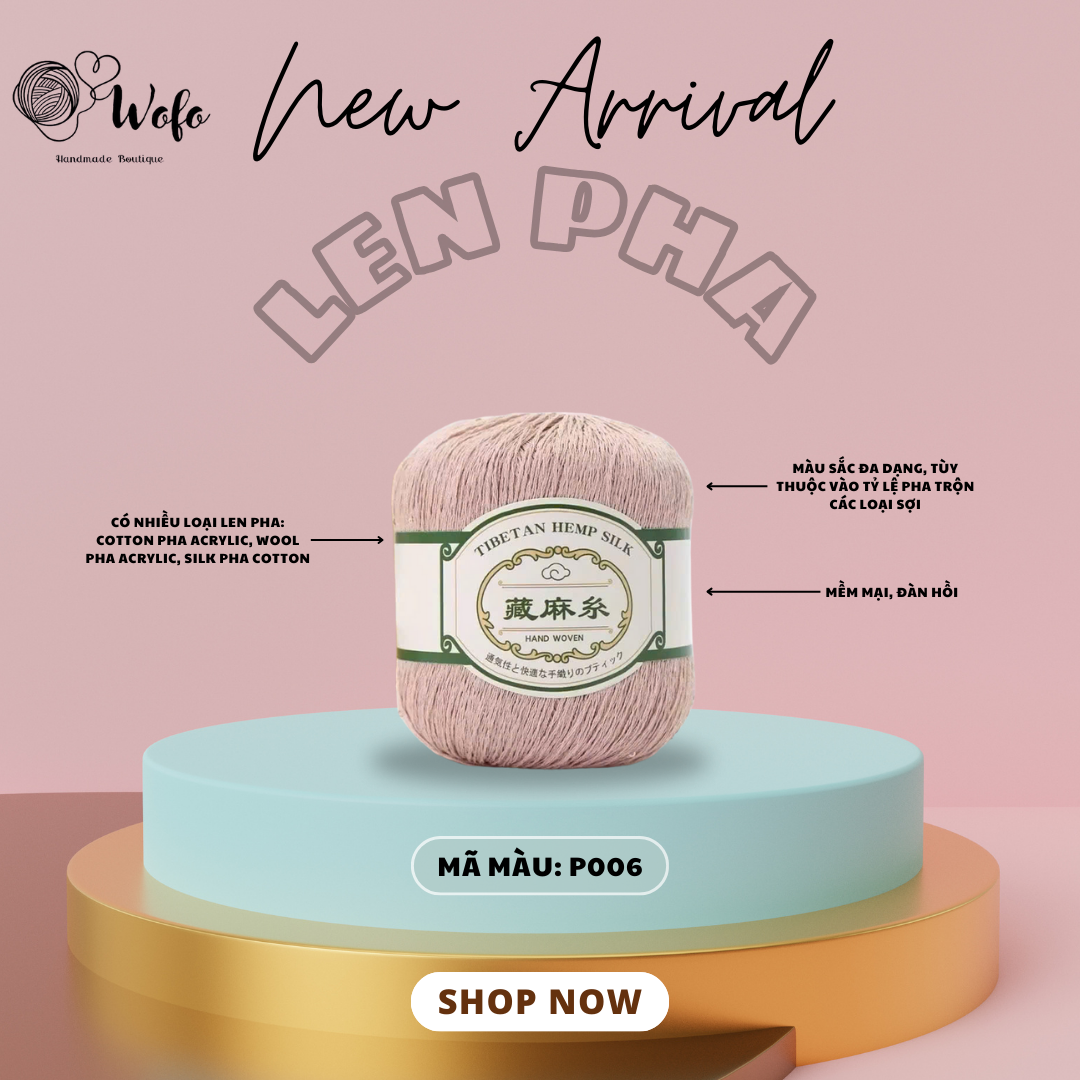 Wofo
Handmade Boutique
New Arrival
LEN PHA
MÀU SẮC ĐA DẠNG, TÙY
THUỘC VÀO TỶ LỆ PHA TRỘN
CÁC LOẠI SỢI
CÓ NHIỀU LOẠI LEN PHA:
COTTON PHA ACRYLIC, WOOL
PHA ACRYLIC, SILK PHA COTTON
MỀM MẠI, ĐÀN HỒI
TIBETAN HEMP SILK
藏麻糸
HAND WOVEN
通気性と快適な手織りのブティック
MÃ MÀU: P006
SHOP NOW